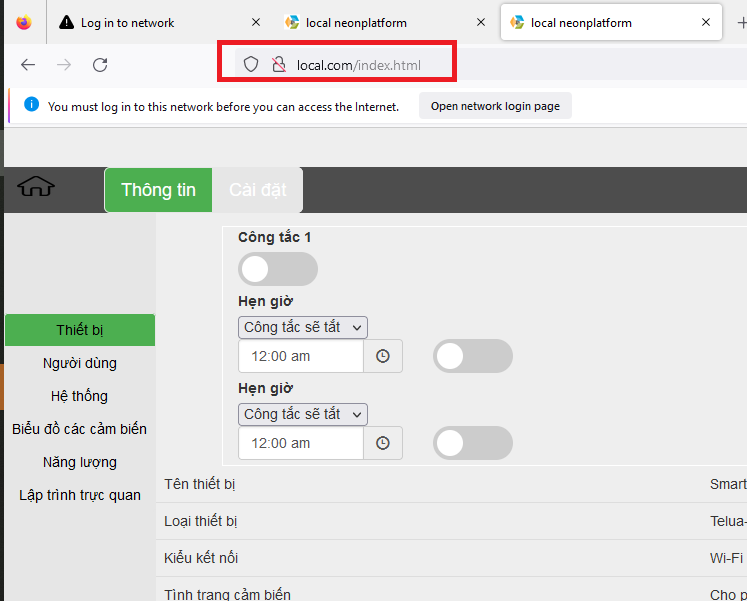 Log in to network
local neonplatform
local neonplatform
local.com/index.html
You must log in to this network before you can access the Internet.
Open network login page
Thông tin
Cài đặt
Công tắc 1
Hẹn giờ
Công tắc sẽ tắt
12:00 am
Hẹn giờ
Công tắc sẽ tắt
12:00 am
Thiết bị
Người dùng
Hệ thống
Biểu đồ các cảm biến
Năng lượng
Lập trình trực quan
Tên thiết bị Smart
Loại thiết bị Telua-
Kiểu kết nối Wi-Fi
Tình trạng cảm biến Cho p